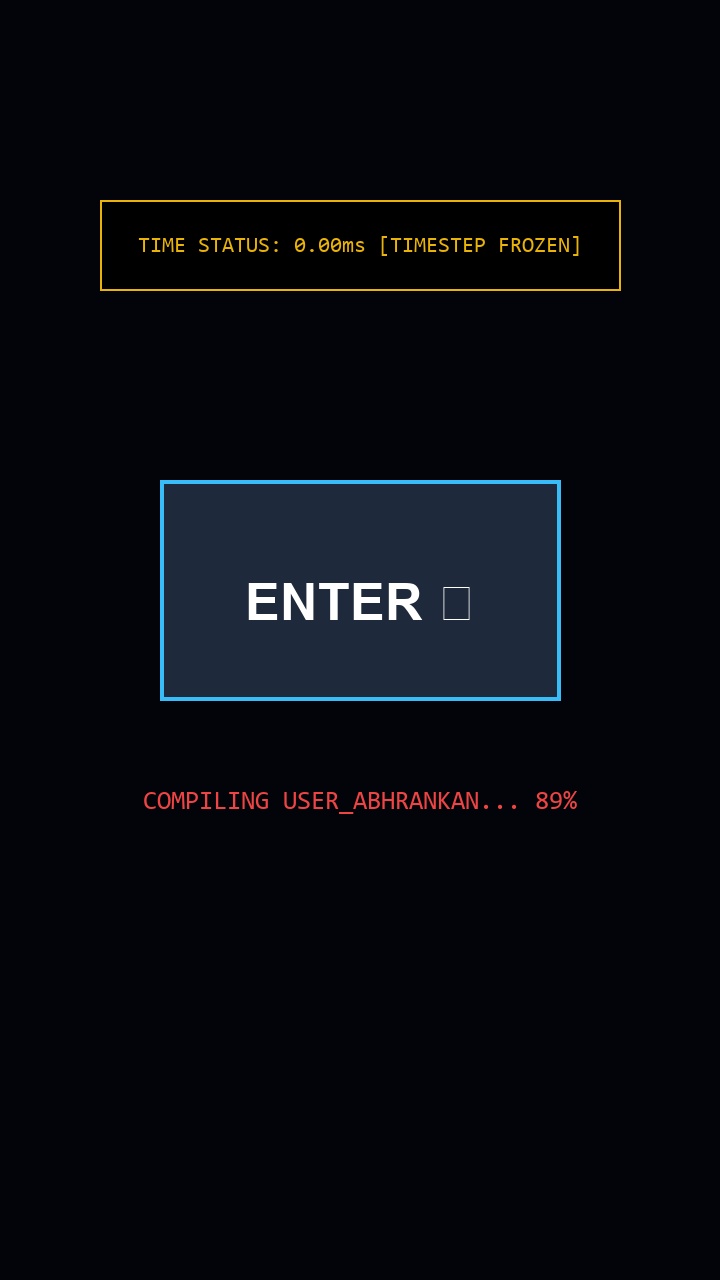 TIME STATUS: 0.00ms [TIMESTEP FROZEN]
ENTER
COMPILING USER_ABHRANKAN... 89%